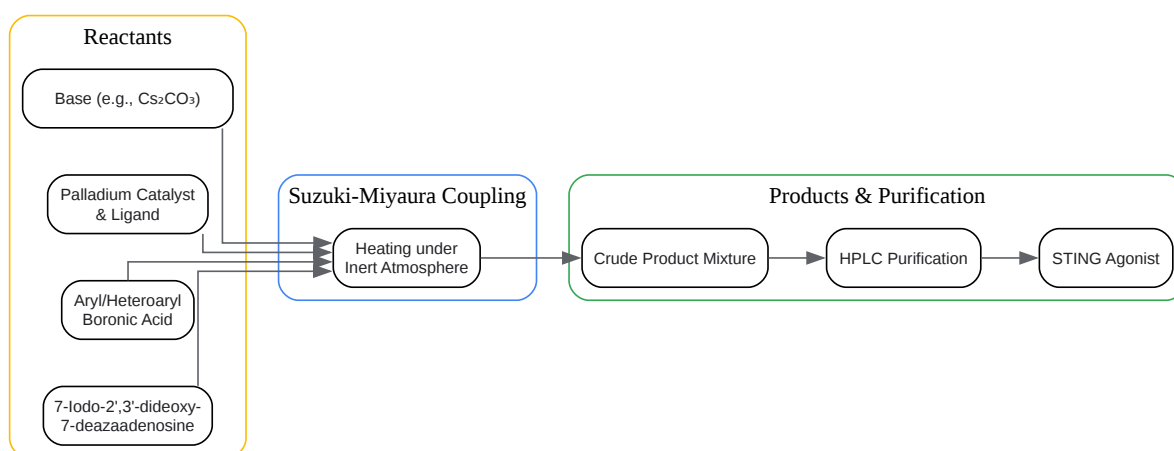 Reactants
Base (e.g., Cs₂CO₃)
Palladium Catalyst
& Ligand
Aryl/Heteroaryl
Boronic Acid
7-Iodo-2',3'-dideoxy-
7-deazaadenosine
Suzuki-Miyaura Coupling
Heating under
Inert Atmosphere
Products & Purification
Crude Product Mixture
HPLC Purification
STING Agonist